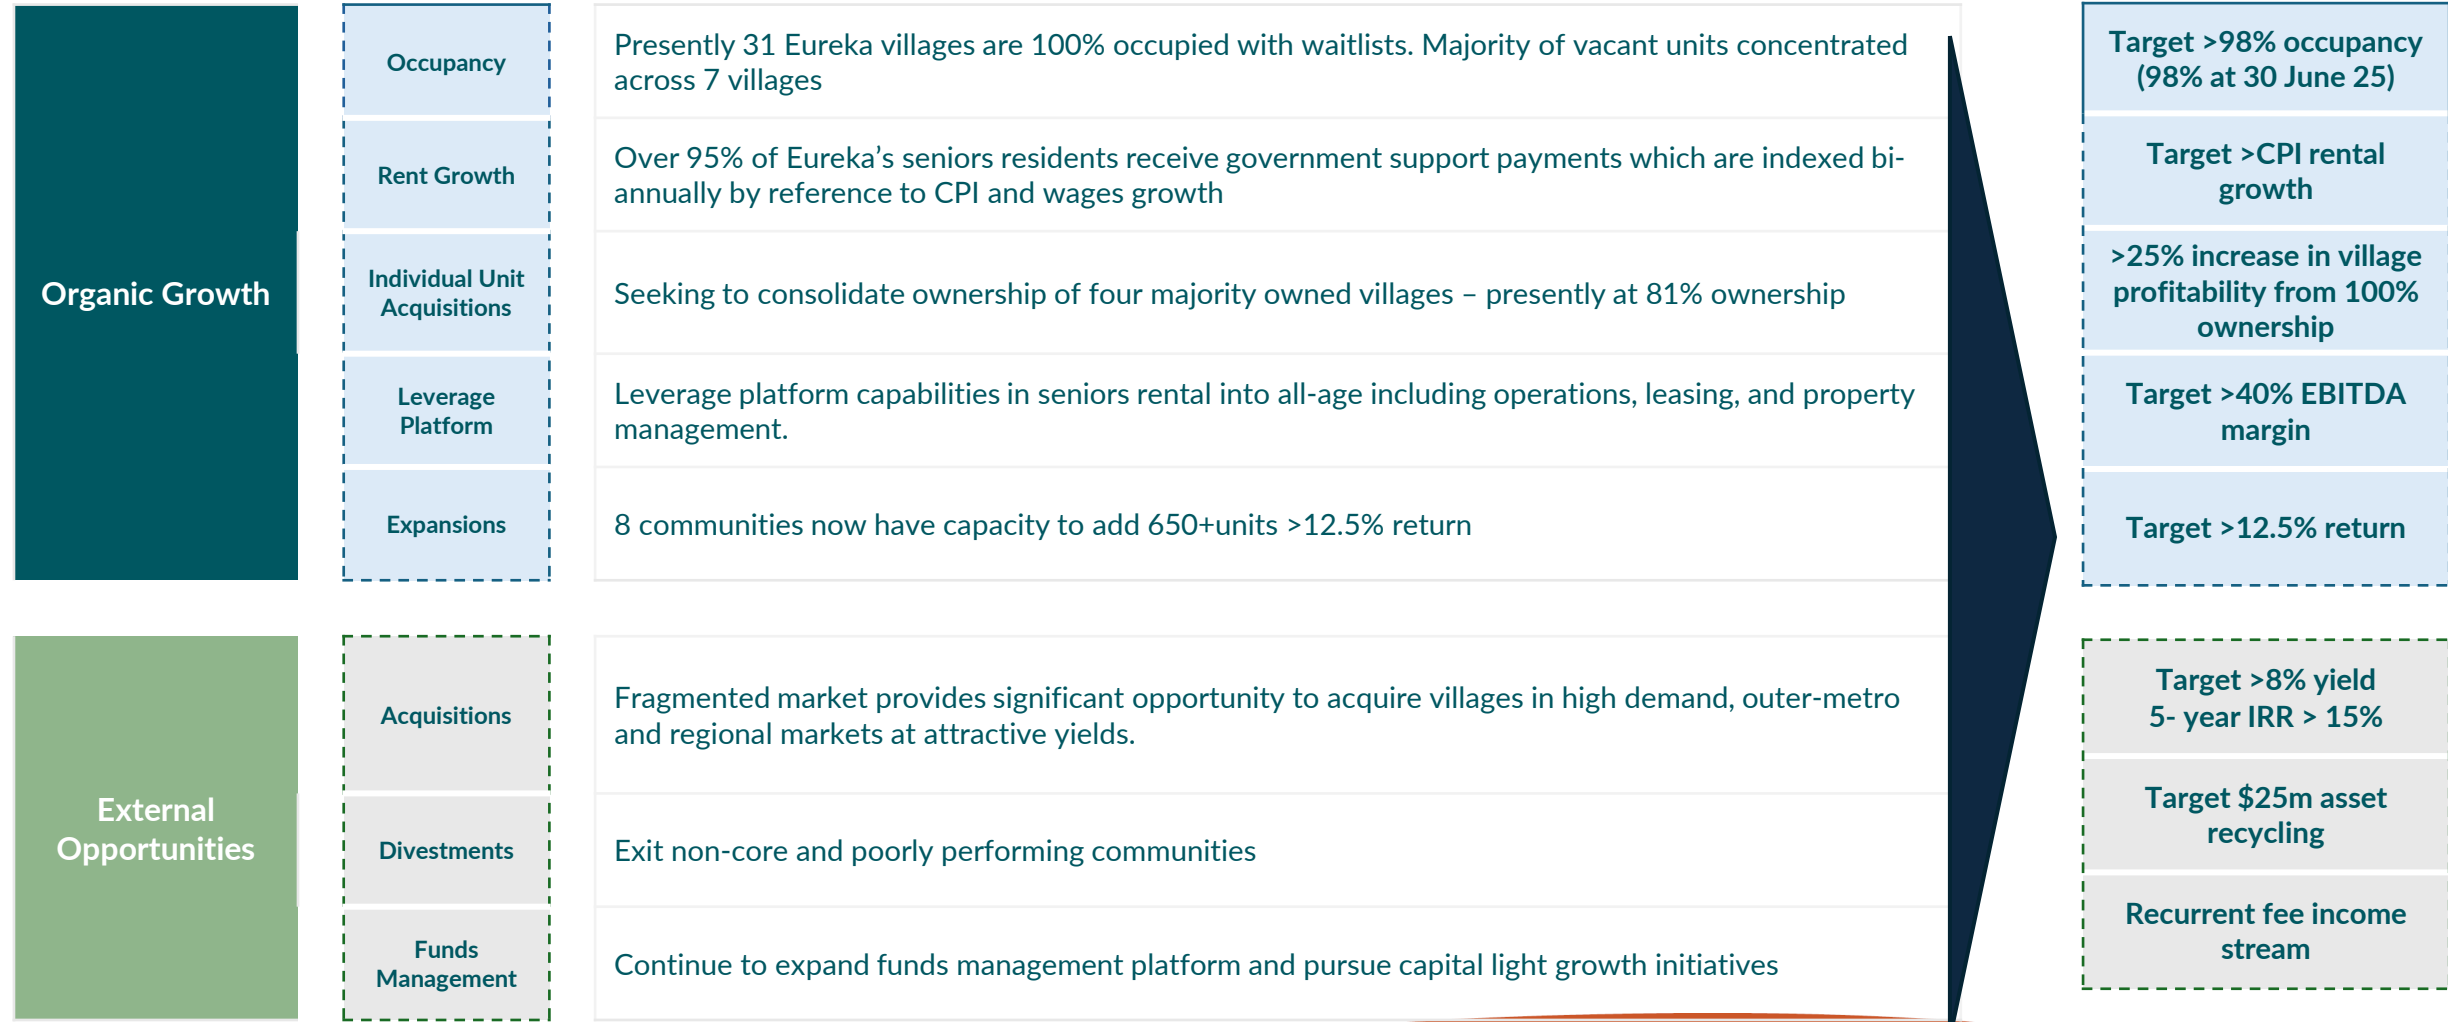 Organic Growth
Occupancy
Presently 31 Eureka villages are 100% occupied with waitlists. Majority of vacant units concentrated
across 7 villages
Target >98% occupancy
(98% at 30 June 25)
Rent Growth
Over 95% of Eureka’s seniors residents receive government support payments which are indexed bi-
annually by reference to CPI and wages growth
Target >CPI rental
growth
Individual Unit
Acquisitions
Seeking to consolidate ownership of four majority owned villages – presently at 81% ownership
>25% increase in village
profitability from 100%
ownership
Leverage
Platform
Leverage platform capabilities in seniors rental into all-age including operations, leasing, and property
management.
Target >40% EBITDA
margin
Expansions
8 communities now have capacity to add 650+units >12.5% return
Target >12.5% return
External
Opportunities
Acquisitions
Fragmented market provides significant opportunity to acquire villages in high demand, outer-metro
and regional markets at attractive yields.
Target >8% yield
5- year IRR > 15%
Divestments
Exit non-core and poorly performing communities
Target $25m asset
recycling
Funds
Management
Continue to expand funds management platform and pursue capital light growth initiatives
Recurrent fee income
stream